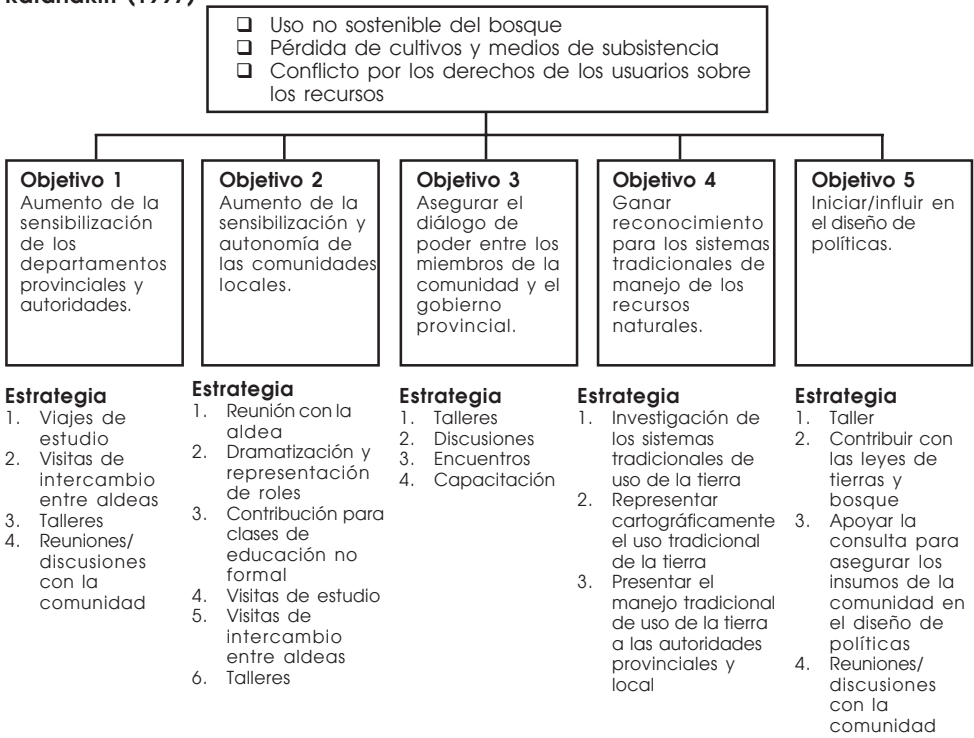 (1997)
❑ Uso no sostenible del bosque
❑ Pérdida de cultivos y medios de subsistencia
❑ Conflicto por los derechos de los usuarios sobre
los recursos
Objetivo 1
Aumento de la
sensibilización
de los
departamentos
provinciales y
autoridades.
Objetivo 2
Aumento de la
sensibilización y
autonomía de
las comunidades
locales.
Objetivo 3
Asegurar el
diálogo de
poder entre los
miembros de la
comunidad y el
gobierno
provincial.
Objetivo 4
Ganar
reconocimiento
para los sistemas
tradicionales de
manejo de los
recursos
naturales.
Objetivo 5
Iniciar/influir en
el diseño de
políticas.
Estrategia
1. Viajes de
estudio
2. Visitas de
intercambio
entre aldeas
3. Talleres
4. Reuniones/
discusiones
con la
comunidad
Estrategia
1. Reunión con la
aldea
2. Dramatización y
representación
de roles
3. Contribución para
clases de
educación no
formal
4. Visitas de estudio
5. Visitas de
intercambio
entre aldeas
6. Talleres
Estrategia
1. Talleres
2. Discusiones
3. Encuentros
4. Capacitación
Estrategia
1. Investigación de
los sistemas
tradicionales de
uso de la tierra
2. Representar
cartográficamente
el uso tradicional
de la tierra
3. Presentar el
manejo tradicional
de uso de la tierra
a las autoridades
provinciales y
local
Estrategia
1. Taller
2. Contribuir con
las leyes de
tierras y
bosque
3. Apoyar la
consulta para
asegurar los
insumos de la
comunidad en
el diseño de
políticas
4. Reuniones/
discusiones
con la
comunidad